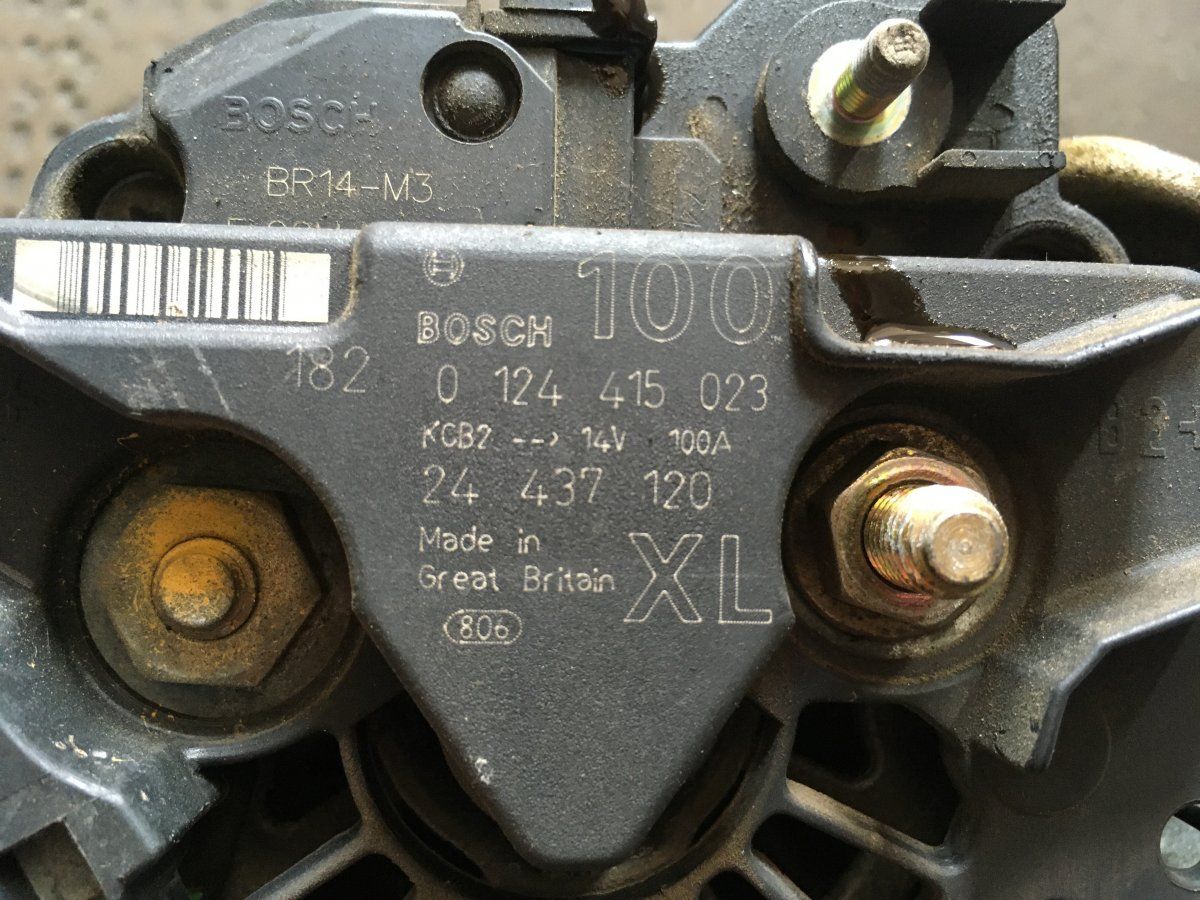 BOSCH
BR14-M3
BOSCH 100
182
0 124 415 023
KCB2 --> 14V 100A
24 437 120
Made in
Great Britain
XL
806